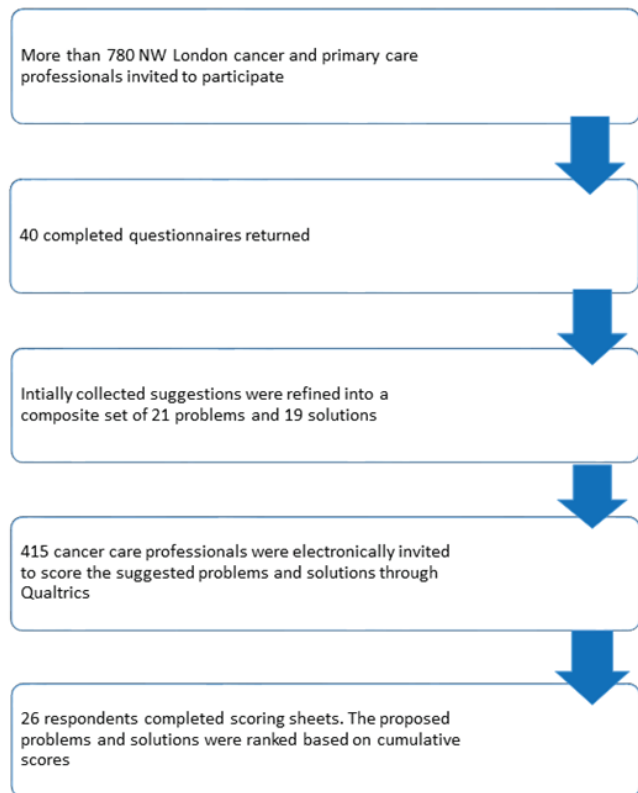 More than 780 NW London cancer and primary care
professionals invited to participate
40 completed questionnaires returned
Intially collected suggestions were refined into a
composite set of 21 problems and 19 solutions
415 cancer care professionals were electronically invited
to score the suggested problems and solutions through
Qualtrics
26 respondents completed scoring sheets. The proposed
problems and solutions were ranked based on cumulative
scores